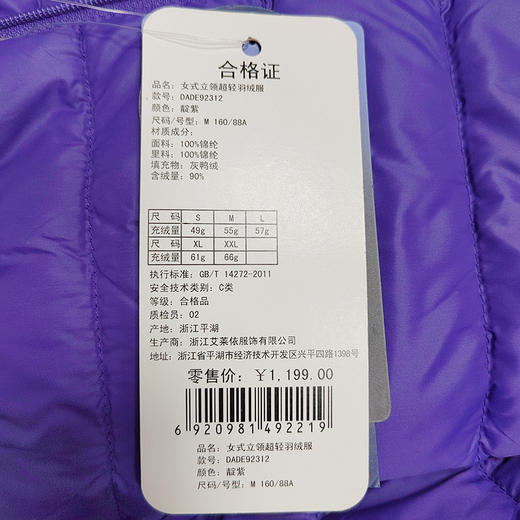 合格证
品名: 女式立领超轻羽绒服
款号: DADE92312
颜色: 靛紫
尺码/号型: M 160/88A
材质成分:
面料: 100%锦纶
里料: 100%锦纶
填充物: 灰鸭绒
含绒量: 90%
尺 码 S M L
充绒量 49g 55g 57g
尺 码 XL XXL
充绒量 61g 66g
执行标准: GB/T 14272-2011
安全技术类别: C类
等级: 合格品
质检员: 02
产地: 浙江平湖
生产商: 浙江艾莱依服饰有限公司
地址: 浙江省平湖市经济技术开发区兴平四路1398号
零售价: ¥1,199.00
6 920981 492219
品名: 女式立领超轻羽绒服
款号: DADE92312
颜色: 靛紫
尺码/号型: M 160/88A